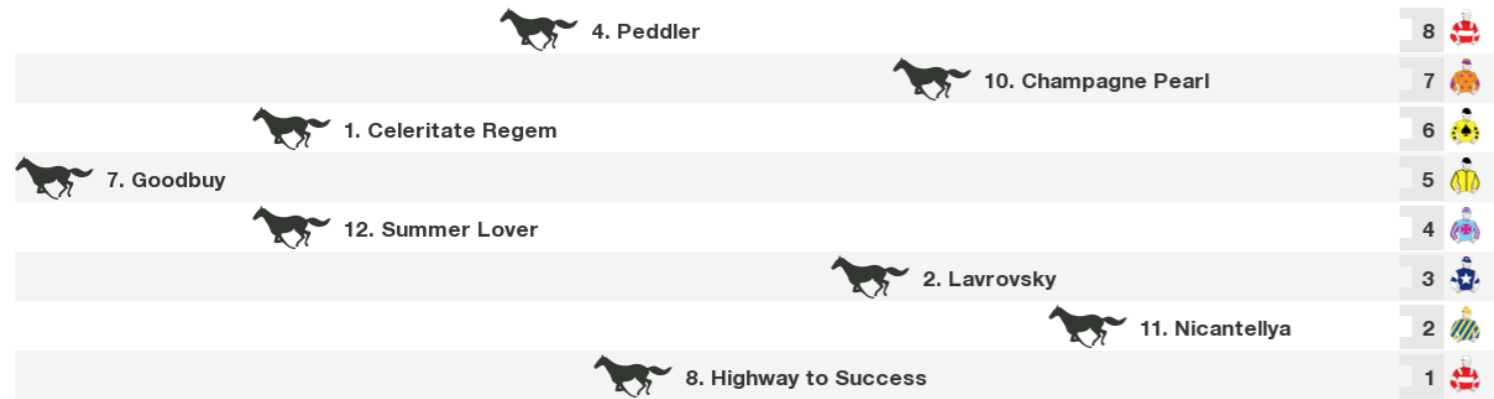 4. Peddler 8
10. Champagne Pearl 7
1. Celeritate Regem 6
7. Goodbuy 5
12. Summer Lover 4
2. Lavrovsky 3
11. Nicantellya 2
8. Highway to Success 1